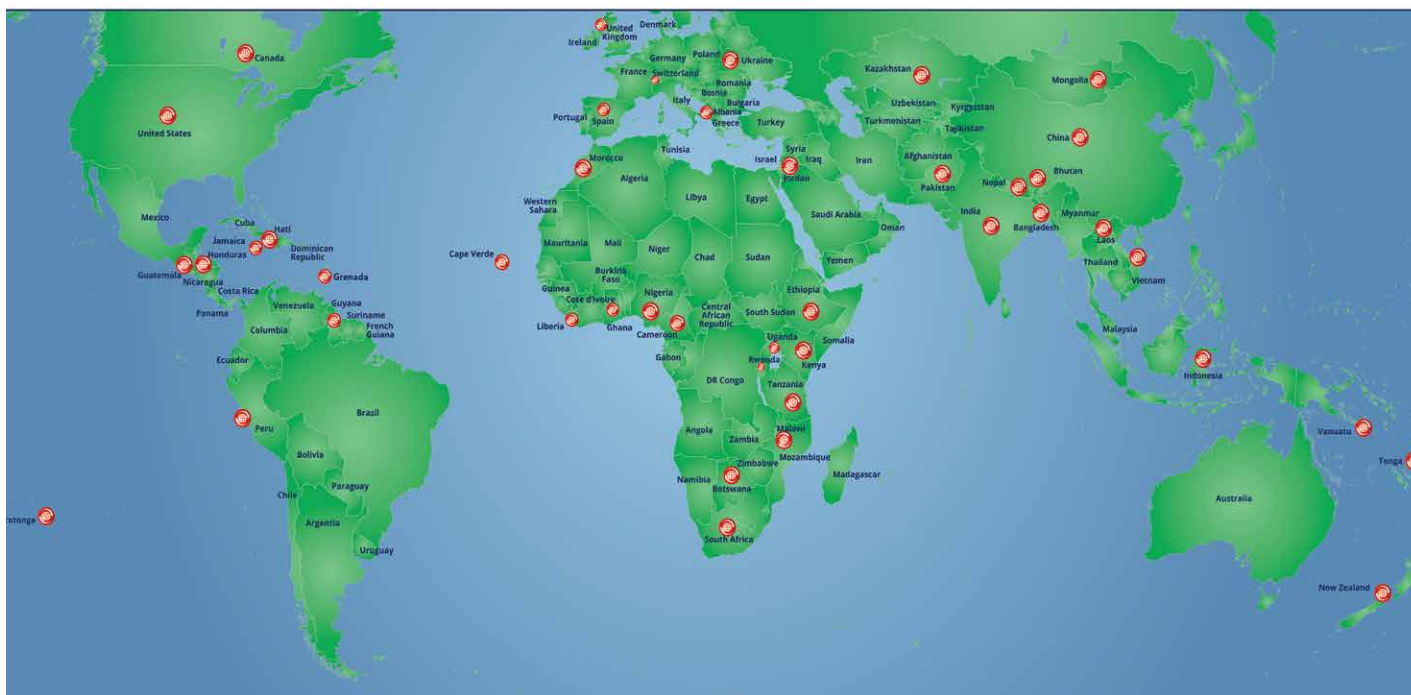 Canada
United States
Mexico
Cuba
Hati
Jamaica
Dominican
Republic
Honduras
Guatemala
Nicaragua
Grenada
Costa Rica
Panama
Venezuela
Guyana
Suriname
French
Guiana
Columbia
Ecuador
Peru
Brazil
Bolivia
Paraguay
Chile
Argentia
Uruguay
rotonga
Cape Verde
Ireland
United
Kingdom
Denmark
Germany
Poland
Ukraine
France
Switzerland
Romania
Bosnia
Bulgaria
Italy
Albania
Greece
Portugal
Spain
Turkey
Morocco
Tunisia
Algeria
Libya
Egypt
Western
Sahara
Mauritania
Mali
Niger
Chad
Sudan
Burkina
Faso
Guinea
Cote d'Ivoire
Liberia
Ghana
Nigeria
Cameroon
Central
African
Republic
South Sudan
Ethiopia
Somalia
Uganda
Kenya
Rwanda
Gabon
DR Congo
Tanzania
Angola
Zambia
Malawi
Mozambique
Zimbabwe
Namibia
Botswana
Madagascar
South Africa
Syria
Israel
Iraq
Jordan
Iran
Saudi Arabia
Oman
Yemen
Kazakhstan
Uzbekistan
Kyrgyzstan
Turkmehistan
Tajikistan
Afghanistan
Pakistan
Mongolla
China
Nepal
Bhutan
India
Bangladesh
Myanmar
Laos
Thailand
Vietnam
Malaysia
Indonesia
Vanuatu
Tonga
Australia
New Zealand